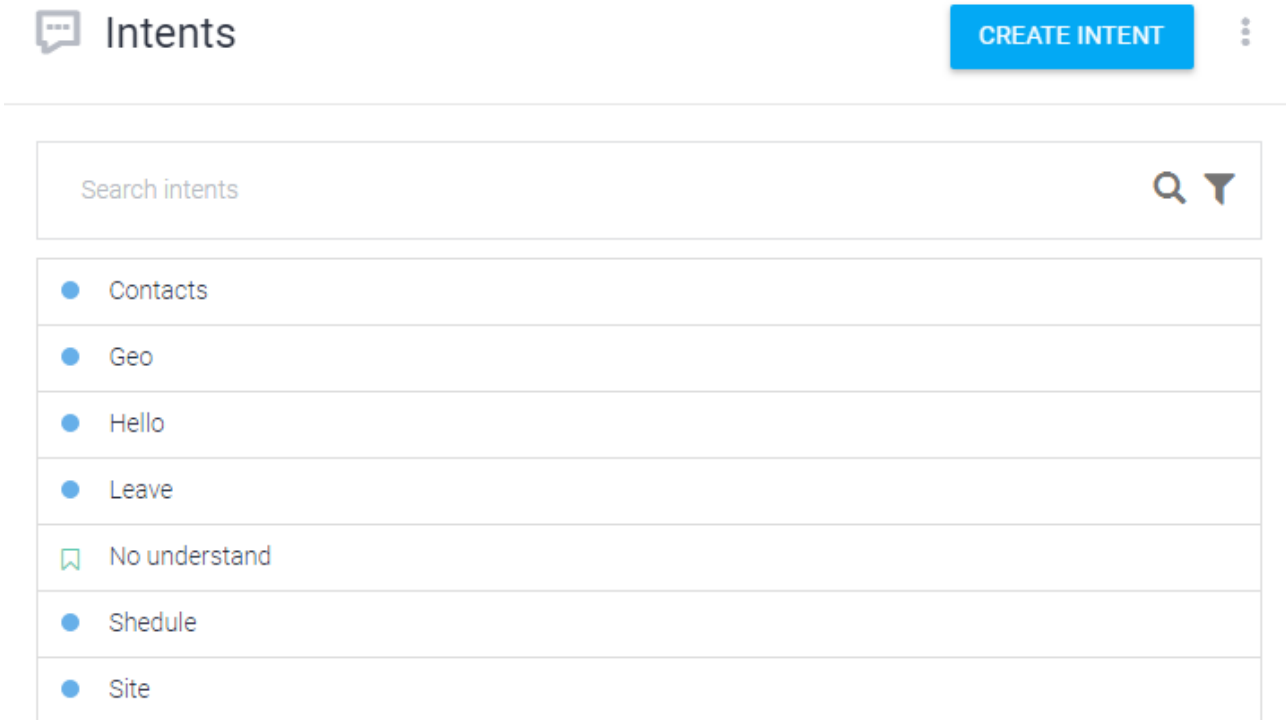 Intents
CREATE INTENT
Search intents
Contacts
Geo
Hello
Leave
No understand
Shedule
Site